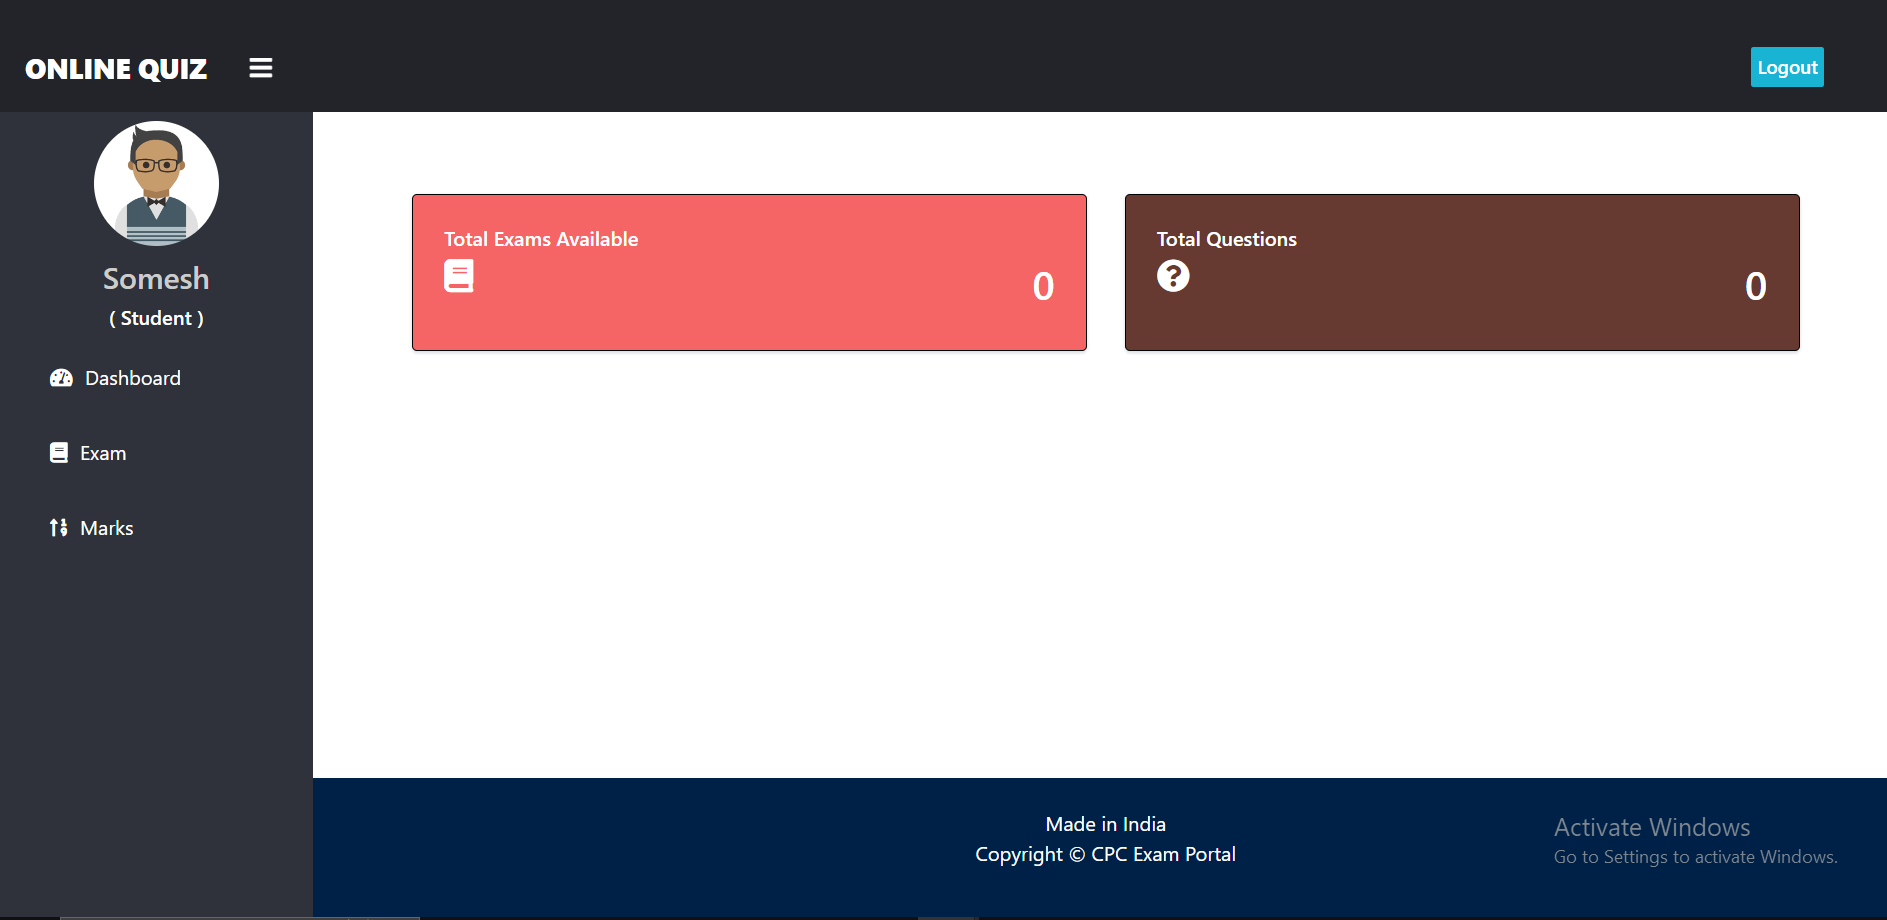 ONLINE QUIZ
Logout
Somesh
( Student )
Dashboard
Exam
Marks
Total Exams Available
0
Total Questions
0
Made in India
Copyright © CPC Exam Portal
Activate Windows
Go to Settings to activate Windows.